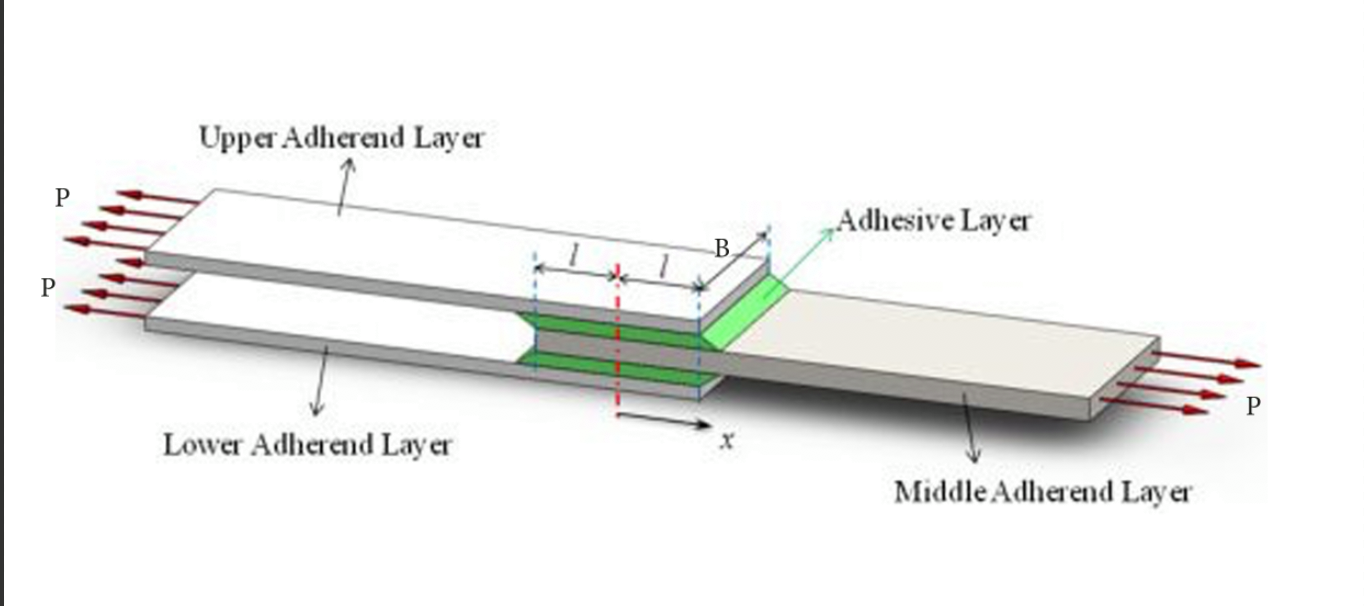 Upper Adherend Layer
P
Adhesive Layer
B
l
l
P
P
x
Lower Adherend Layer
Middle Adherend Layer